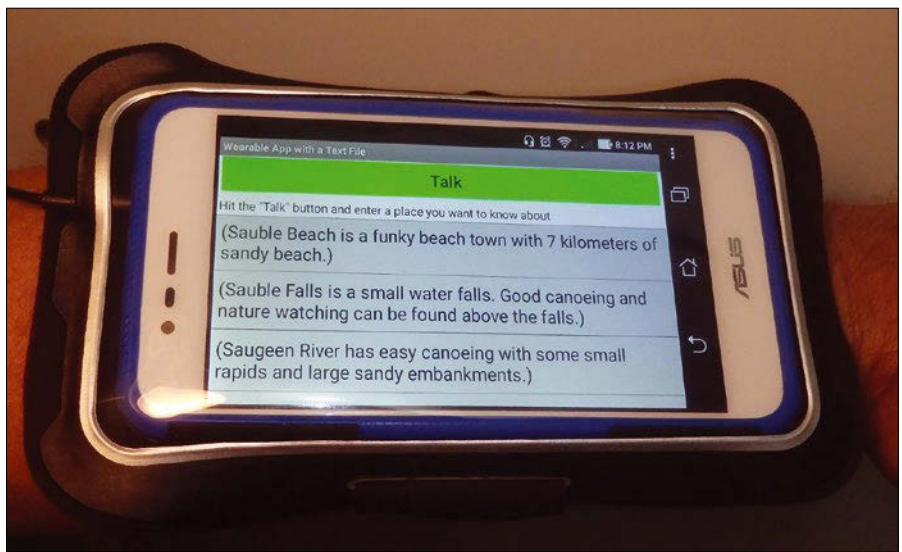 8:12 PM
Wearable App with a Text File
Talk
Hit the "Talk" button and enter a place you want to know about
(Sauble Beach is a funky beach town with 7 kilometers of
sandy beach.)
(Sauble Falls is a small water falls. Good canoeing and
nature watching can be found above the falls.)
(Saugeen River has easy canoeing with some small
rapids and large sandy embankments.)
ASUS